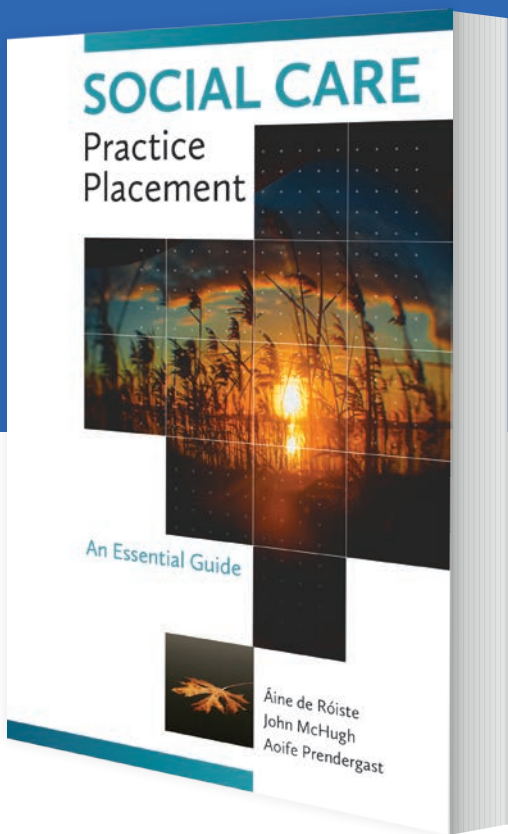 SOCIAL CARE
Practice
Placement
An Essential Guide
Áine de Róiste
John McHugh
Aoife Prendergast